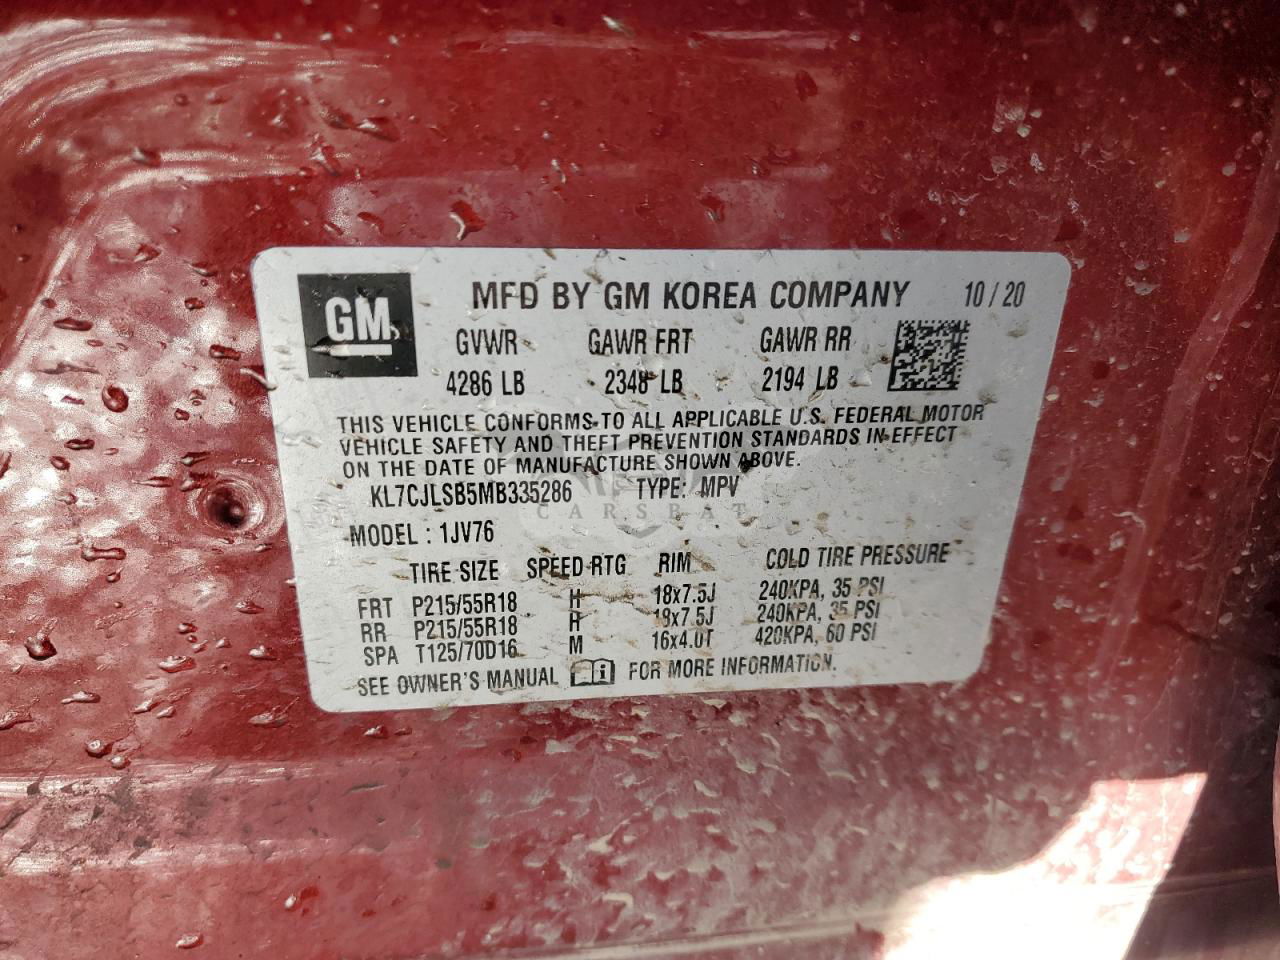 GM
MFD BY GM KOREA COMPANY 10/20
GVWR GAWR FRT GAWR RR
4286 LB 2348 LB 2194 LB
THIS VEHICLE CONFORMS TO ALL APPLICABLE U.S. FEDERAL MOTOR
VEHICLE SAFETY AND THEFT PREVENTION STANDARDS IN EFFECT
ON THE DATE OF MANUFACTURE SHOWN ABOVE.
KL7CJLSB5MB335286 TYPE: MPV
CARSBAT
MODEL : 1JV76
TIRE SIZE SPEED RTG RIM COLD TIRE PRESSURE
FRT P215/55R18 H 18x7.5J 240KPA, 35 PSI
RR P215/55R18 H 18x7.5J 240KPA, 35 PSI
SPA T125/70D16 M 16x4.0T 420KPA, 60 PSI
SEE OWNER'S MANUAL FOR MORE INFORMATION.